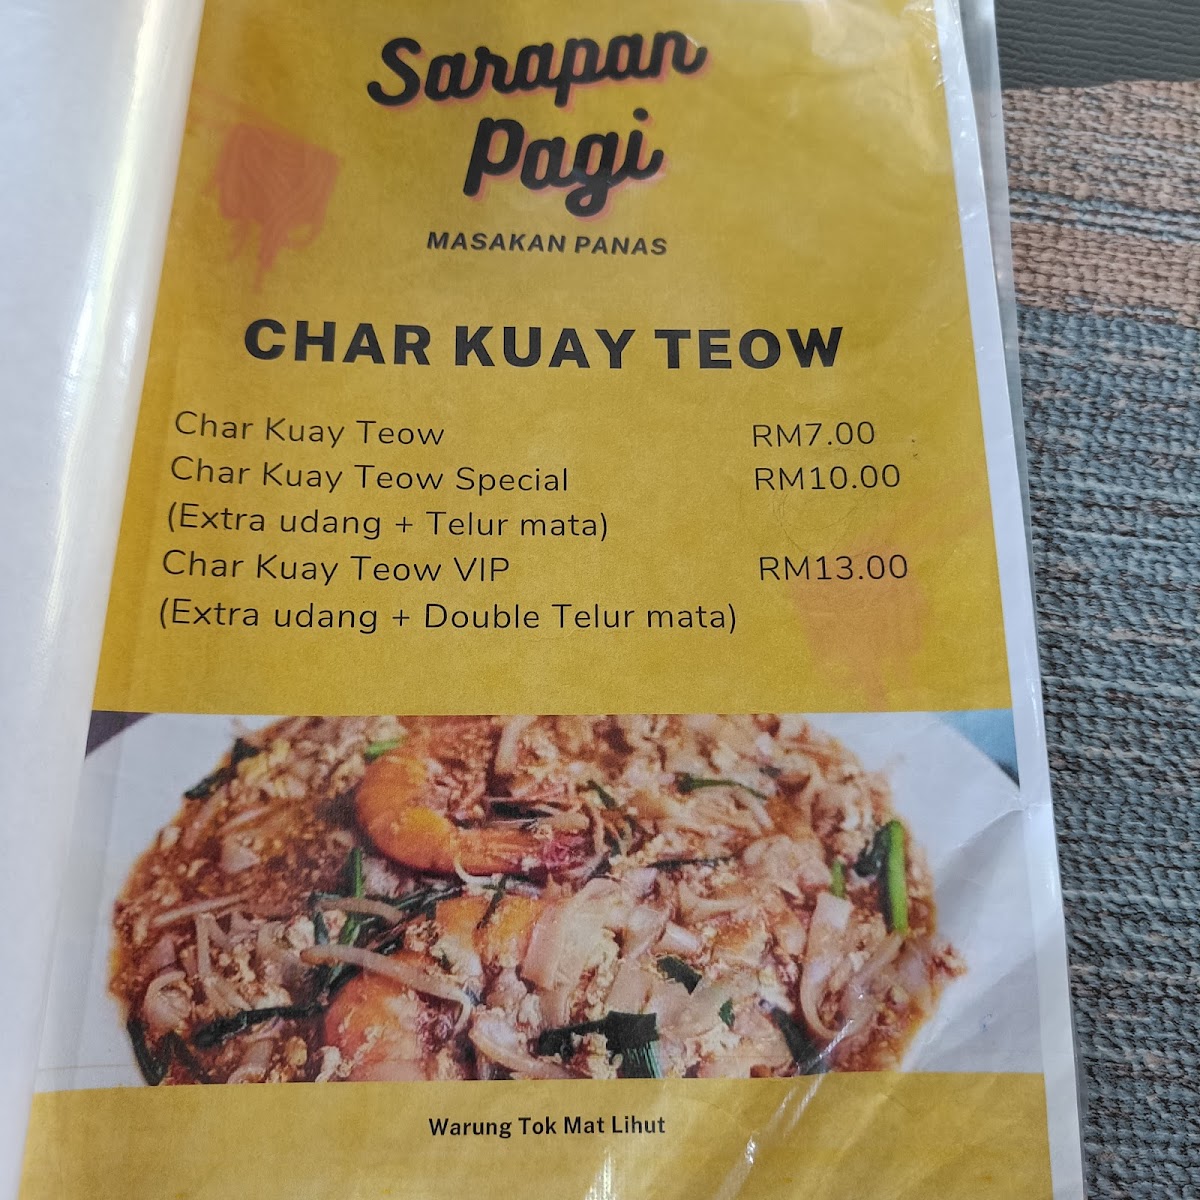 Sarapan
Pagi
MASAKAN PANAS
CHAR KUAY TEOW
Char Kuay Teow RM7.00
Char Kuay Teow Special RM10.00
(Extra udang + Telur mata)
Char Kuay Teow VIP RM13.00
(Extra udang + Double Telur mata)
Warung Tok Mat Lihut